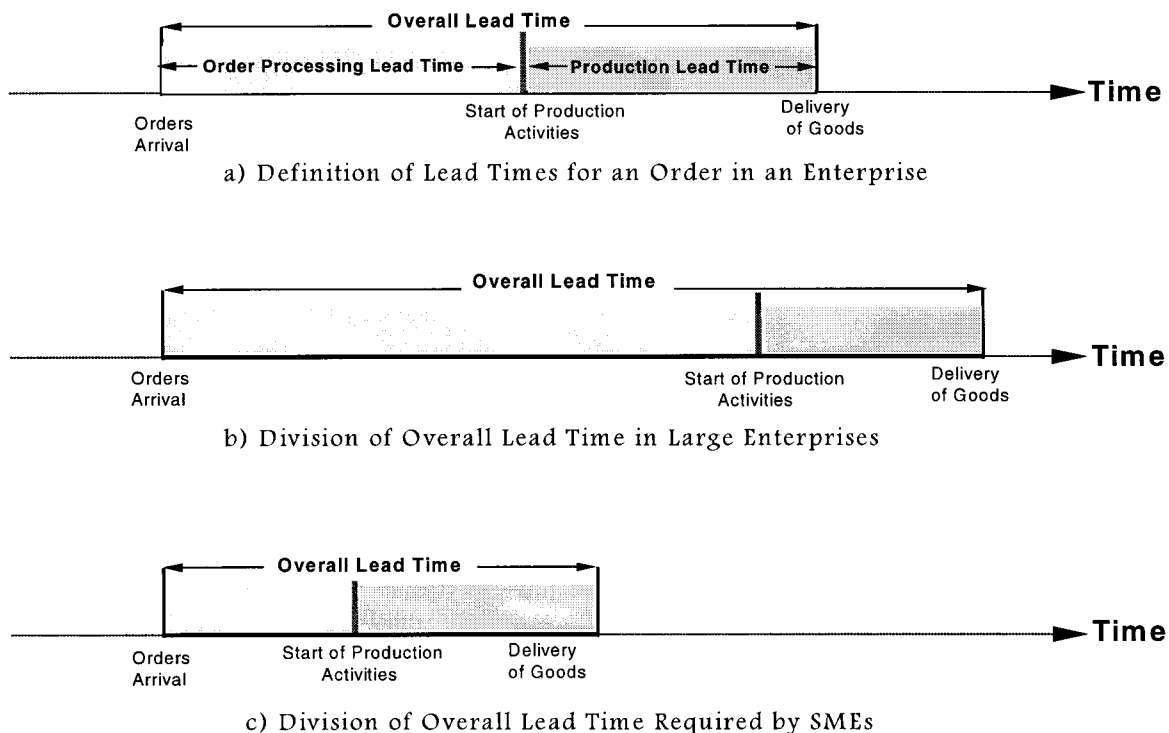 Overall Lead Time
Order Processing Lead Time
Production Lead Time
Time
Orders
Arrival
Start of Production
Activities
Delivery
of Goods
a) Definition of Lead Times for an Order in an Enterprise
Overall Lead Time
Time
Orders
Arrival
Start of Production
Activities
Delivery
of Goods
b) Division of Overall Lead Time in Large Enterprises
Overall Lead Time
Time
Orders
Arrival
Start of Production
Activities
Delivery
of Goods
c) Division of Overall Lead Time Required by SMEs